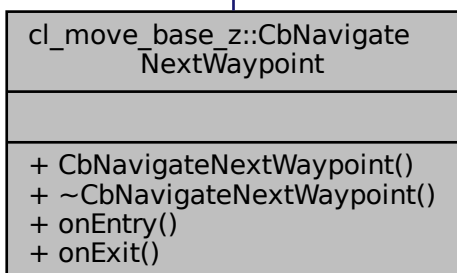 cl_move_base_z::CbNavigate
NextWaypoint
+ CbNavigateNextWaypoint()
+ ~CbNavigateNextWaypoint()
+ onEntry()
+ onExit()